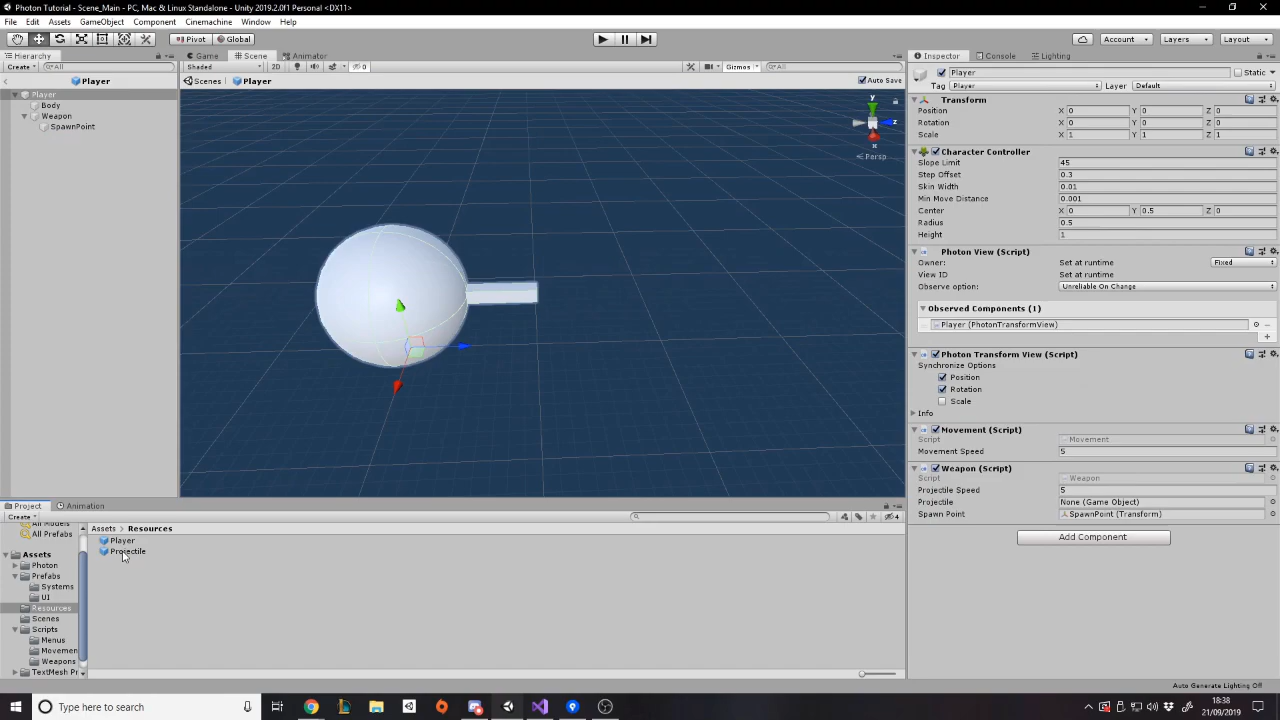 Photon Tutorial - Scene_Main - PC, Mac & Linux Standalone - Unity 2019.2.0f1 Personal <DX11>
File Edit Assets GameObject Component Cinemachine Window Help
Pivot Global Account Layers Layout
Hierarchy Game Scene Animator Inspector Console Lighting
Create All Shaded 2D 0 Gizmos All Player Static
Player Scenes Player Auto Save Tag Player Layer Default
Player
Body
Weapon
SpawnPoint
y
z
x
Persp
Transform
Position X 0 Y 0 Z 0
Rotation X 0 Y 0 Z 0
Scale X 1 Y 1 Z 1
Character Controller
Slope Limit 45
Step Offset 0.3
Skin Width 0.01
Min Move Distance 0.001
Center X 0 Y 0.5 Z 0
Radius 0.5
Height 1
Photon View (Script)
Owner: Set at runtime Fixed
View ID Set at runtime
Observe option: Unreliable On Change
Observed Components (1)
Player (PhotonTransformView)
Photon Transform View (Script)
Synchronize Options
Position
Rotation
Scale
Info
Movement (Script)
Script Movement
Movement Speed 5
Weapon (Script)
Script Weapon
Projectile Speed 5
Projectile None (Game Object)
Spawn Point SpawnPoint (Transform)
Add Component
Project Animation
Create 4
All Models
All Prefabs
Assets
Photon
Prefabs
Systems
UI
Resources
Scenes
Scripts
Menus
Movemen
Weapons
TextMesh Pr
Assets > Resources
Player
Projectile
Auto Generate Lighting Off
Type here to search
18:38
21/09/2019